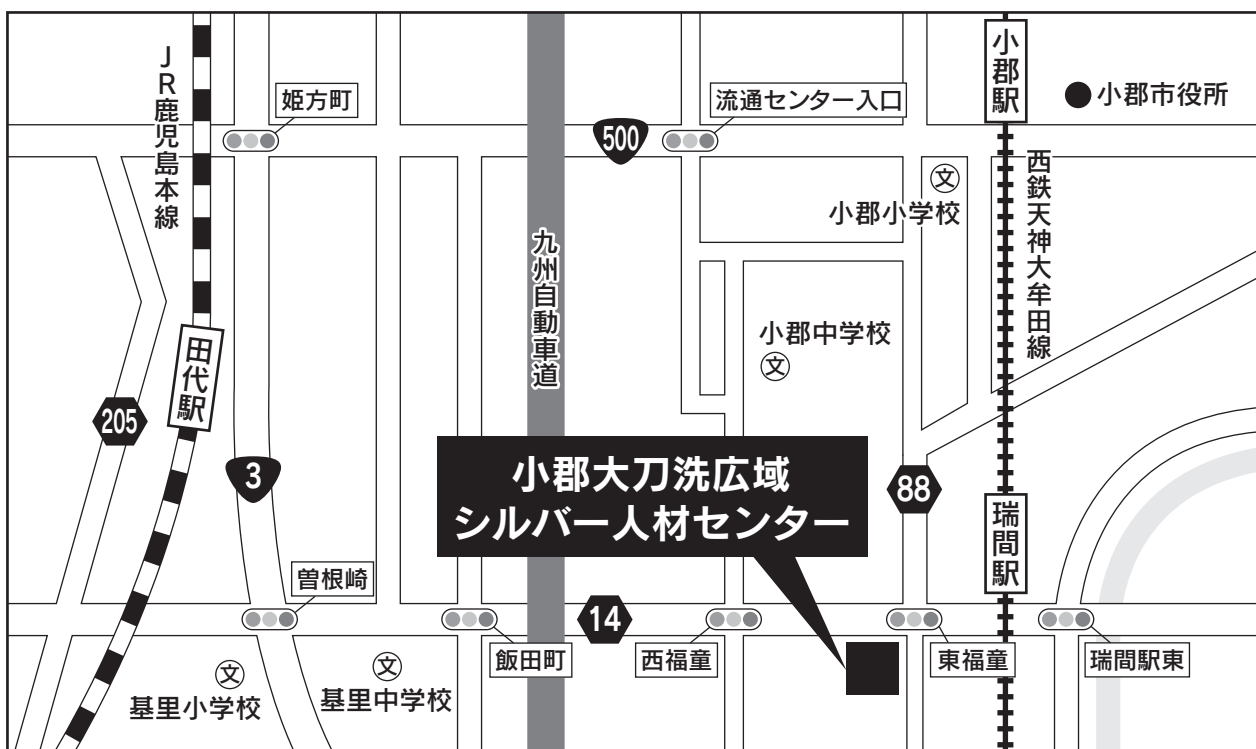 JR鹿児島本線
姫方町
流通センター入口
小郡駅
小郡市役所
500
文
小郡小学校
西鉄天神大牟田線
九州自動車道
小郡中学校
文
田代駅
205
3
小郡大刀洗広域
シルバー人材センター
88
瑞間駅
曽根崎
14
飯田町
西福童
東福童
瑞間駅東
文
基里小学校
文
基里中学校